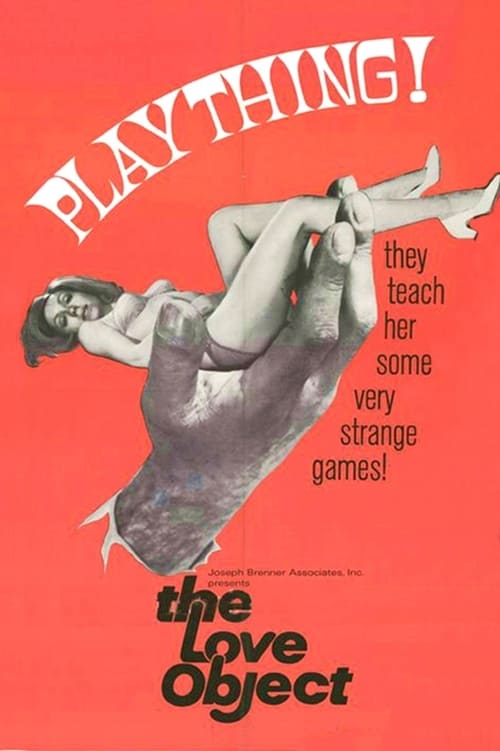 PLAYTHING!
they
teach
her
some
very
strange
games!
Joseph Brenner Associates, Inc.
presents
the
Love
Object